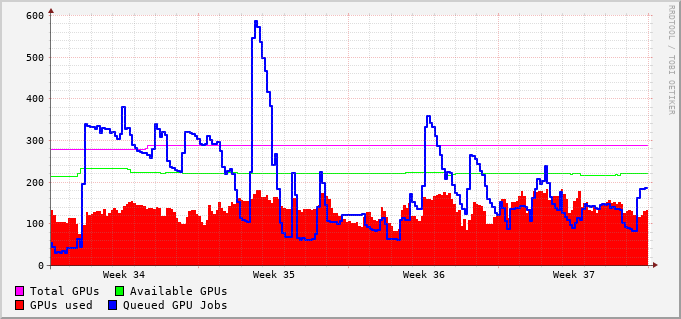 600
500
400
300
200
100
0
Week 34 Week 35 Week 36 Week 37
Total GPUs Available GPUs
GPUs used Queued GPU Jobs
RRDTOOL / TOBI OETIKER